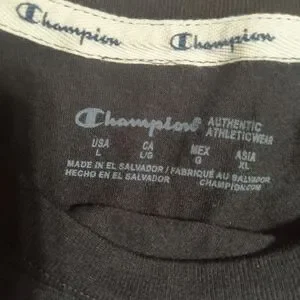 Champion Champion
Champion AUTHENTIC
ATHLETICWEAR
USA CA MEX ASIA
L L/G G XL
MADE IN EL SALVADOR / FABRIQUÉ AU SALVADOR
HECHO EN EL SALVADOR CHAMPION.COM